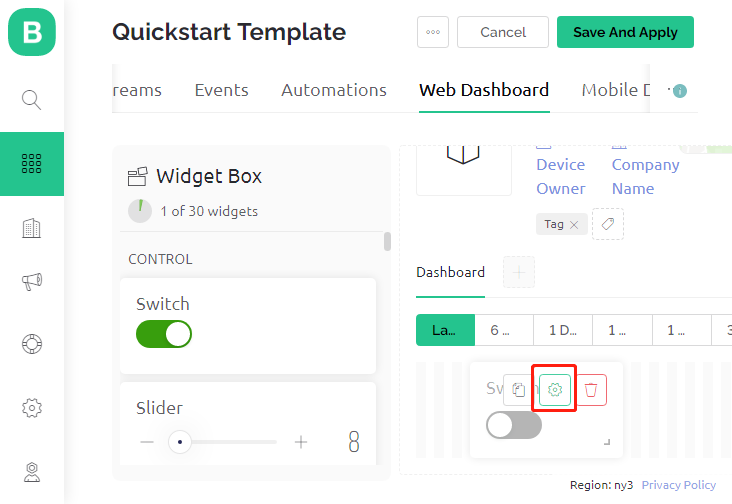 B
Quickstart Template
Cancel
Save And Apply
reams
Events
Automations
Web Dashboard
Mobile D
Widget Box
1 of 30 widgets
CONTROL
Switch
Slider
8
Device
Owner
Company
Name
Tag
Dashboard
La...
6 ...
1 D...
1 ...
1 ...
3
Sw
Region: ny3
Privacy Policy